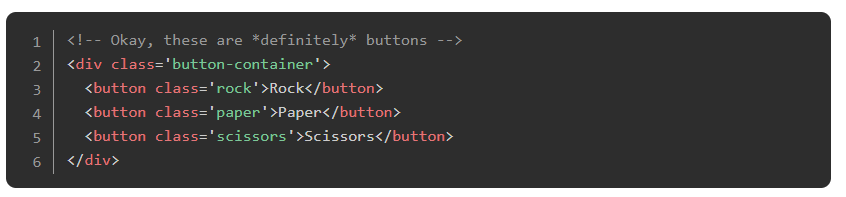 1 <!-- Okay, these are *definitely* buttons -->
2 <div class='button-container'>
3   <button class='rock'>Rock</button>
4   <button class='paper'>Paper</button>
5   <button class='scissors'>Scissors</button>
6 </div>